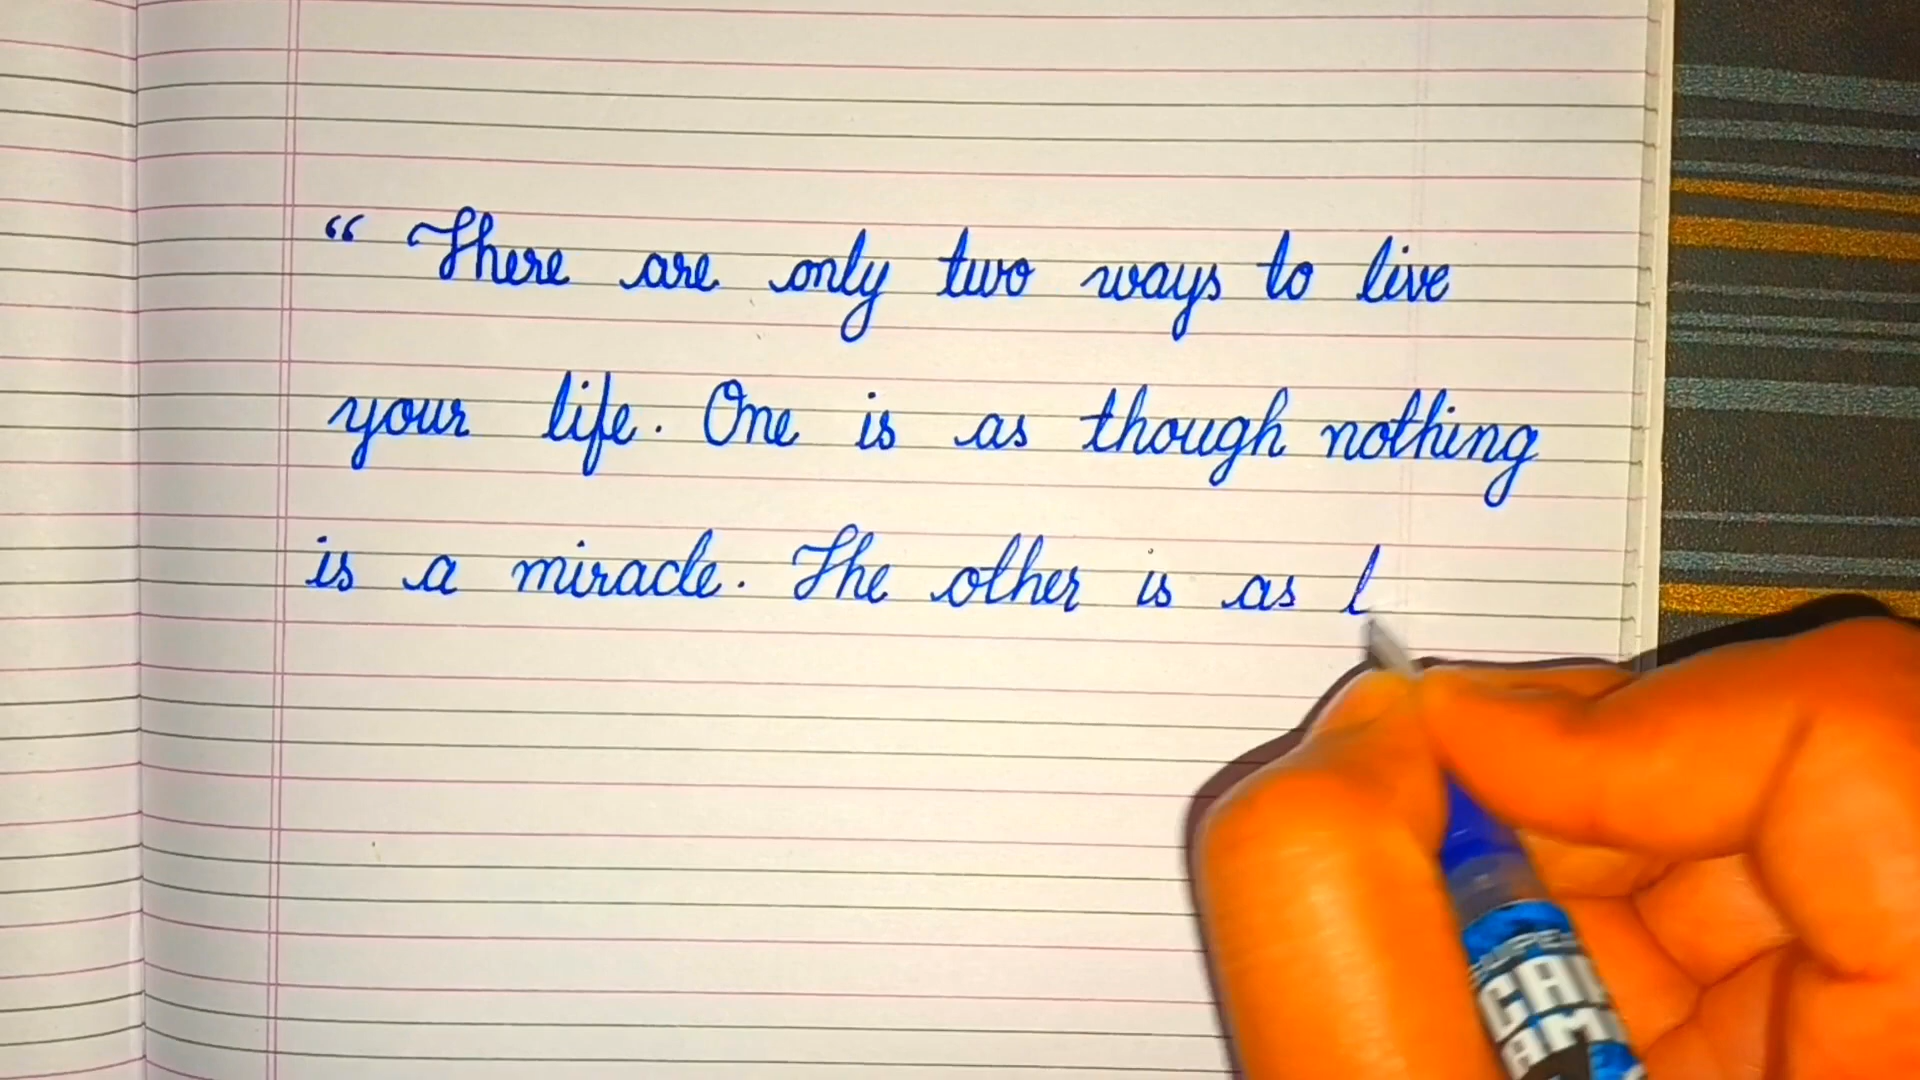 “ There are only two ways to live
your life. One is as though nothing
is a miracle. The other is as